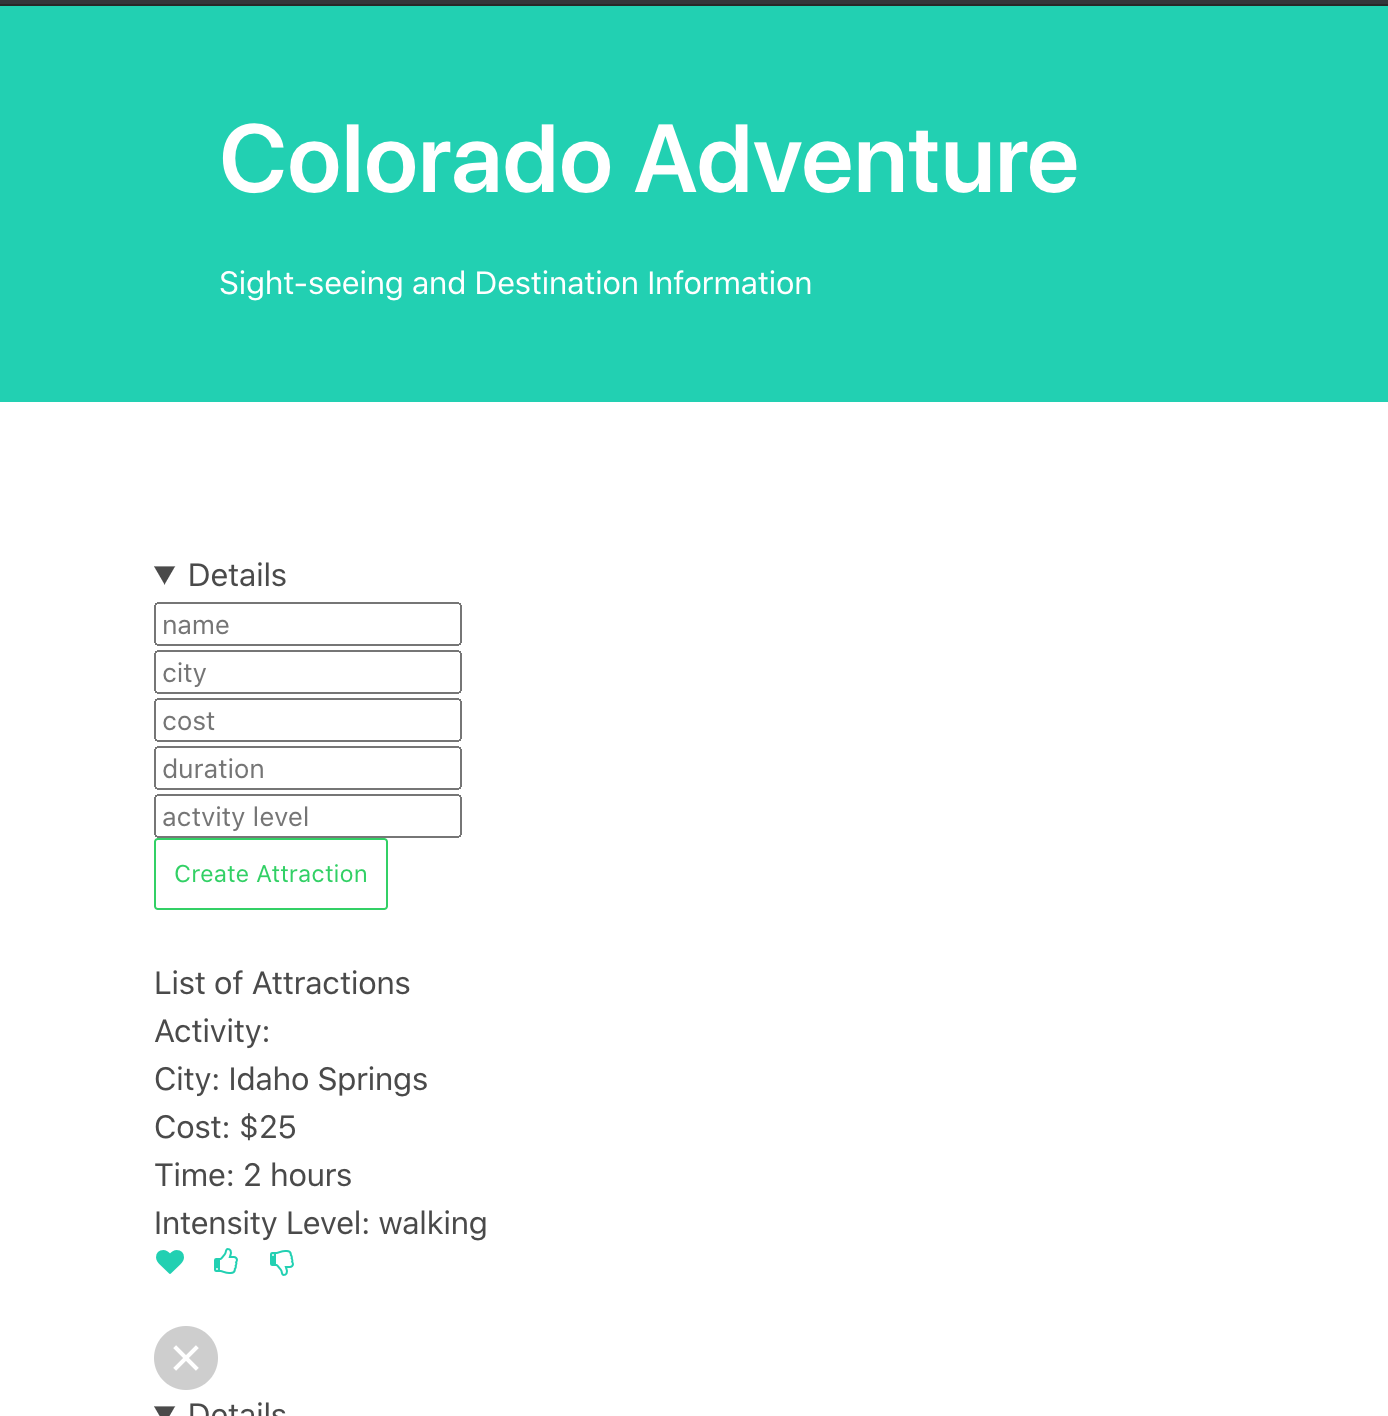 Colorado Adventure
Sight-seeing and Destination Information
Details
name
city
cost
duration
actvity level
Create Attraction
List of Attractions
Activity:
City: Idaho Springs
Cost: $25
Time: 2 hours
Intensity Level: walking
Details